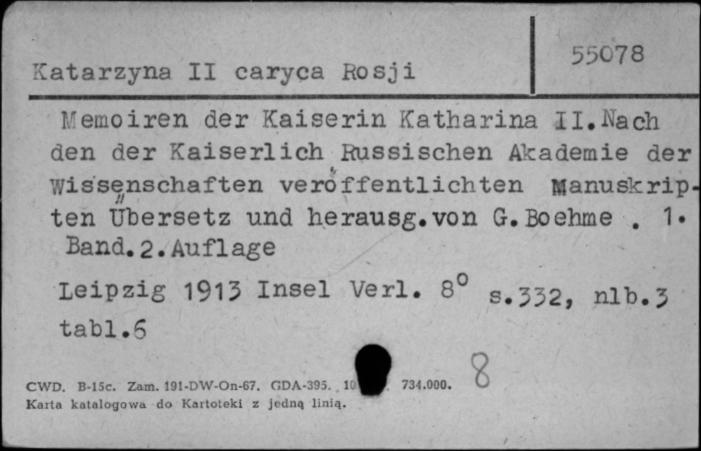 55078
Katarzyna II caryca Rosji
Memoiren der Kaiserin Katharina II.Nach
den der Kaiserlich Russischen Akademie der
Wissenschaften veröffentlichten Manuskrip-
ten Übersetz und herausg.von G.Boehme . 1.
Band.2.Auflage
Leipzig 1913 Insel Verl. 8° s.332, nlb.3
tabl.6
8
CWD. B-15c. Zam. 191-DW-On-67. GDA-395. 10 734.000.
Karta katalogowa do Kartoteki z jedną linią.